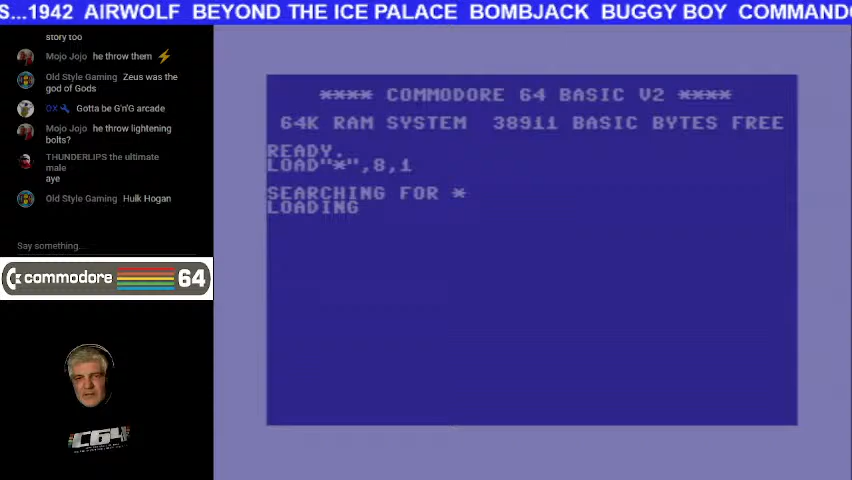 S...1942 AIRWOLF BEYOND THE ICE PALACE BOMBJACK BUGGY BOY COMMANDO
story too
Mojo Jojo he throw them ⚡
Old Style Gaming Zeus was the
god of Gods
OX Gotta be G'n'G arcade
Mojo Jojo he throw lightening
bolts?
THUNDERLIPS the ultimate
male
aye
Old Style Gaming Hulk Hogan
Say something...
commodore 64
C64
**** COMMODORE 64 BASIC V2 ****
64K RAM SYSTEM 38911 BASIC BYTES FREE
READY.
LOAD"*",8,1
SEARCHING FOR *
LOADING